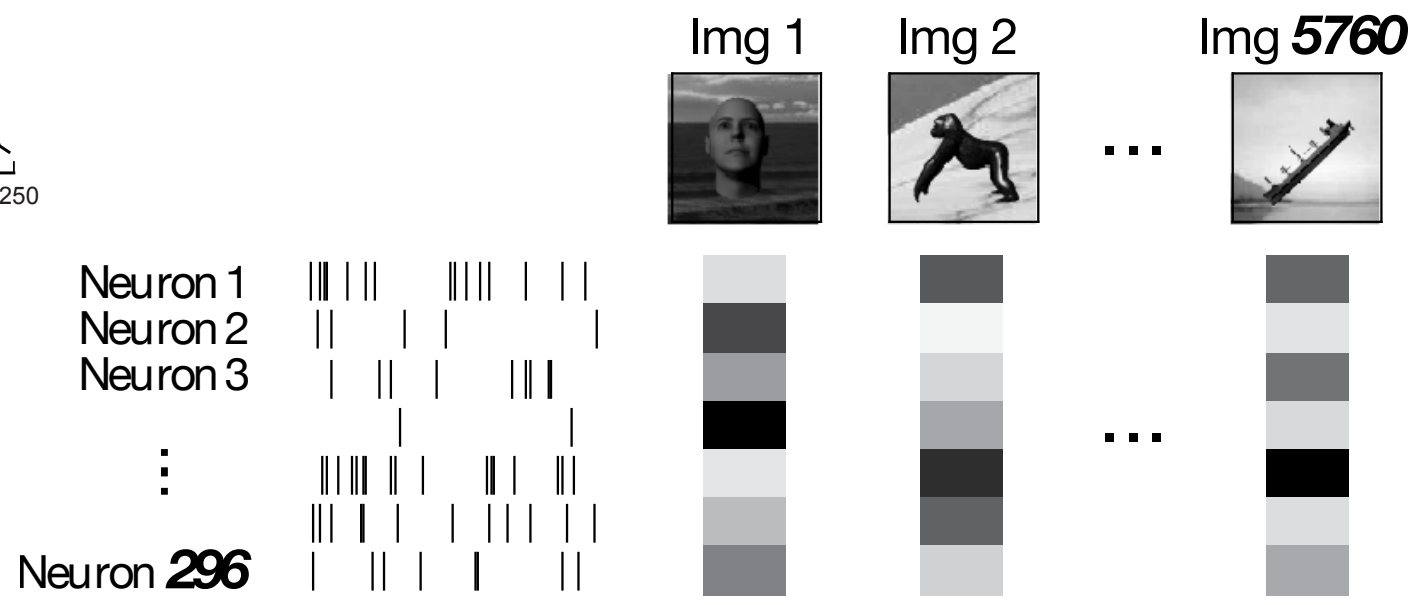 Img 1
Img 2
...
Img 5760
250
...
Neuron 1
Neuron 2
Neuron 3
...
Neuron 296